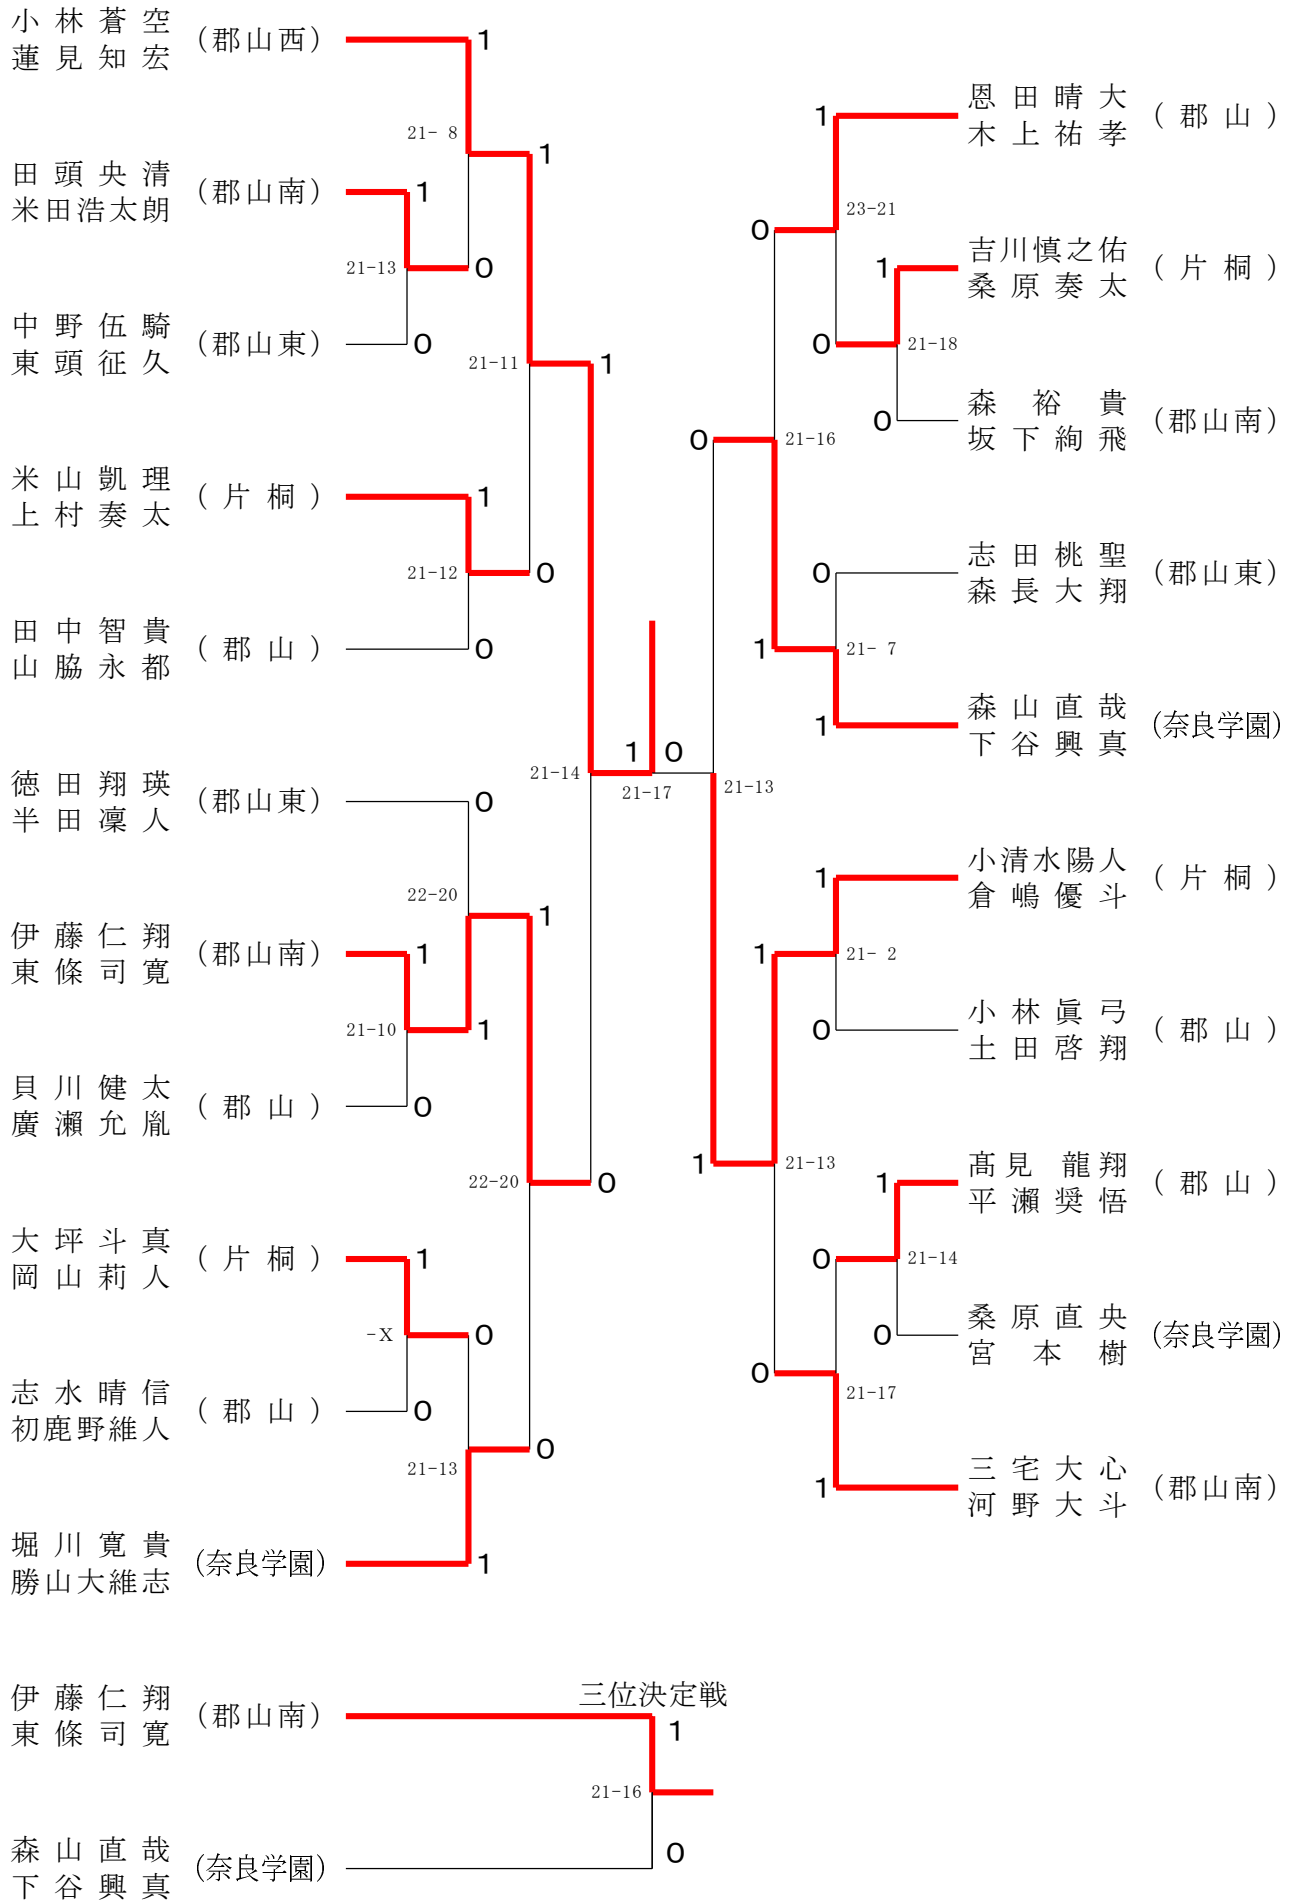 小林蒼空
蓮見知宏
(郡山西)
1
21- 8
1
田頭央清
米田浩太朗
(郡山南)
1
21-13
0
中野伍騎
東頭征久
(郡山東)
0
21-11
1
米山凱理
上村奏太
(片桐)
1
21-12
0
田中智貴
山脇永都
(郡山)
0
21-14
1
0
21-17
徳田翔瑛
半田凜人
(郡山東)
0
22-20
1
伊藤仁翔
東條司寛
(郡山南)
1
21-10
1
貝川健太
廣瀬允胤
(郡山)
0
22-20
0
大坪斗真
岡山莉人
(片桐)
1
-X
0
志水晴信
初鹿野維人
(郡山)
0
21-13
0
堀川寛貴
勝山大維志
(奈良学園)
1
1
恩田晴大
木上祐孝
(郡山)
23-21
0
1
吉川慎之佑
桑原奏太
(片桐)
0
21-18
0
森裕貴
坂下絢飛
(郡山南)
0
21-16
0
志田桃聖
森長大翔
(郡山東)
1
21- 7
1
森山直哉
下谷興真
(奈良学園)
21-13
1
小清水陽人
倉嶋優斗
(片桐)
1
21- 2
0
小林眞弓
土田啓翔
(郡山)
1
21-13
1
髙見龍翔
平瀬奨悟
(郡山)
0
21-14
0
桑原直央
宮本樹
(奈良学園)
0
21-17
1
三宅大心
河野大斗
(郡山南)
三位決定戦
伊藤仁翔
東條司寛
(郡山南)
1
21-16
森山直哉
下谷興真
(奈良学園)
0